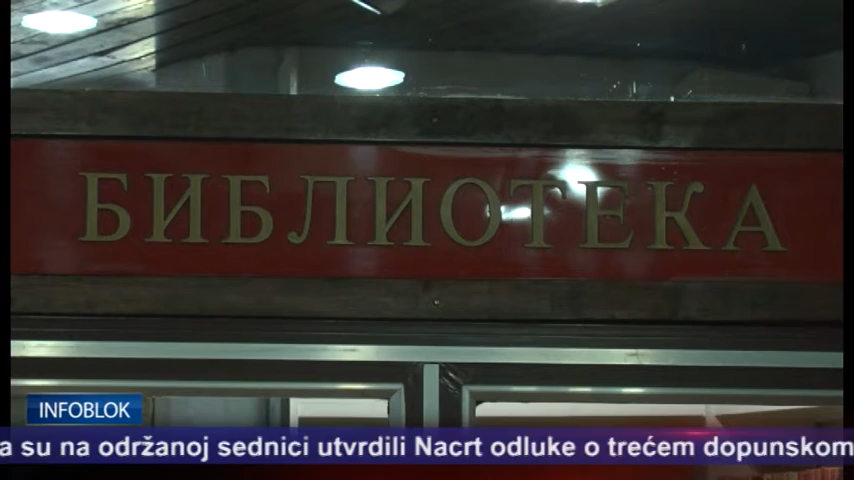 БИБЛИОТЕКА
INFOBLOK
a su na održanoj sednici utvrdili Nacrt odluke o trećem dopunskom